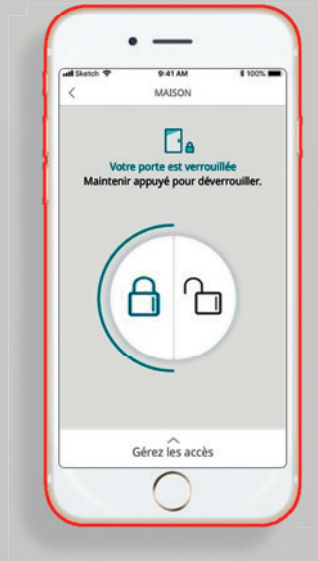 Sketch 9:41 AM 100%
MAISON
Votre porte est verrouillée
Maintenir appuyé pour déverrouiller.
Gérez les accès